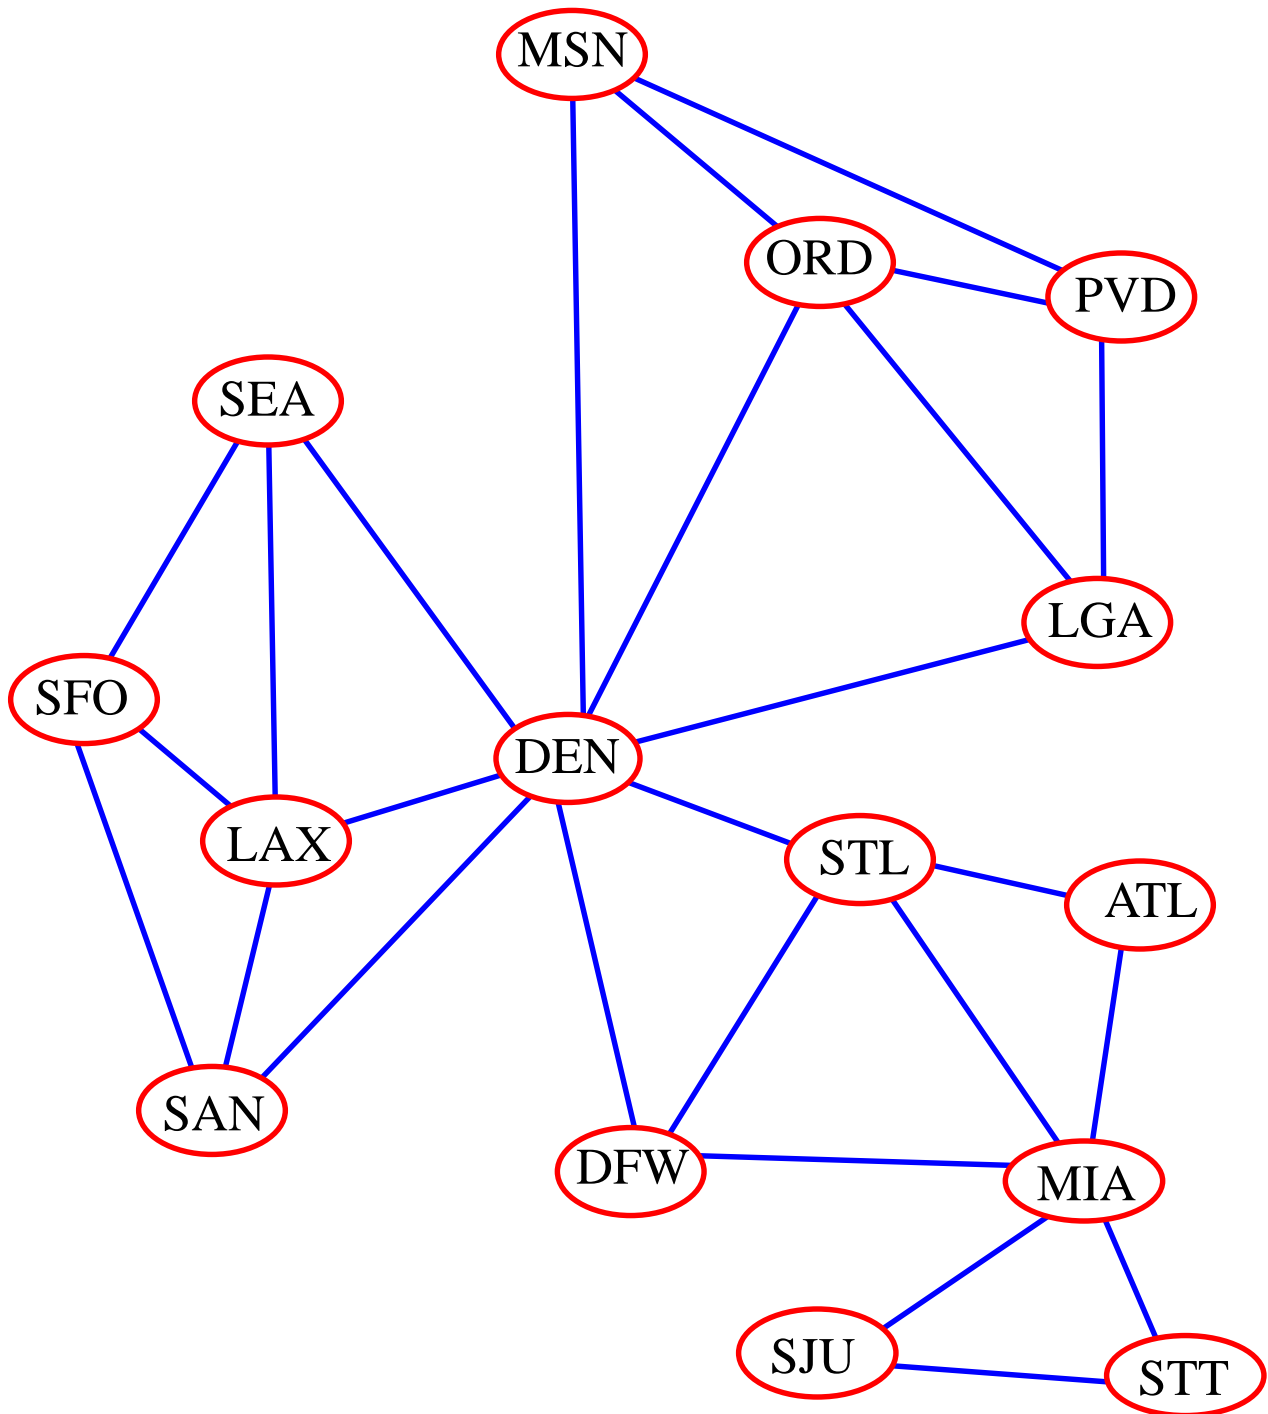 MSN
ORD
PVD
SEA
LGA
SFO
DEN
LAX
STL
ATL
SAN
DFW
MIA
SJU
STT